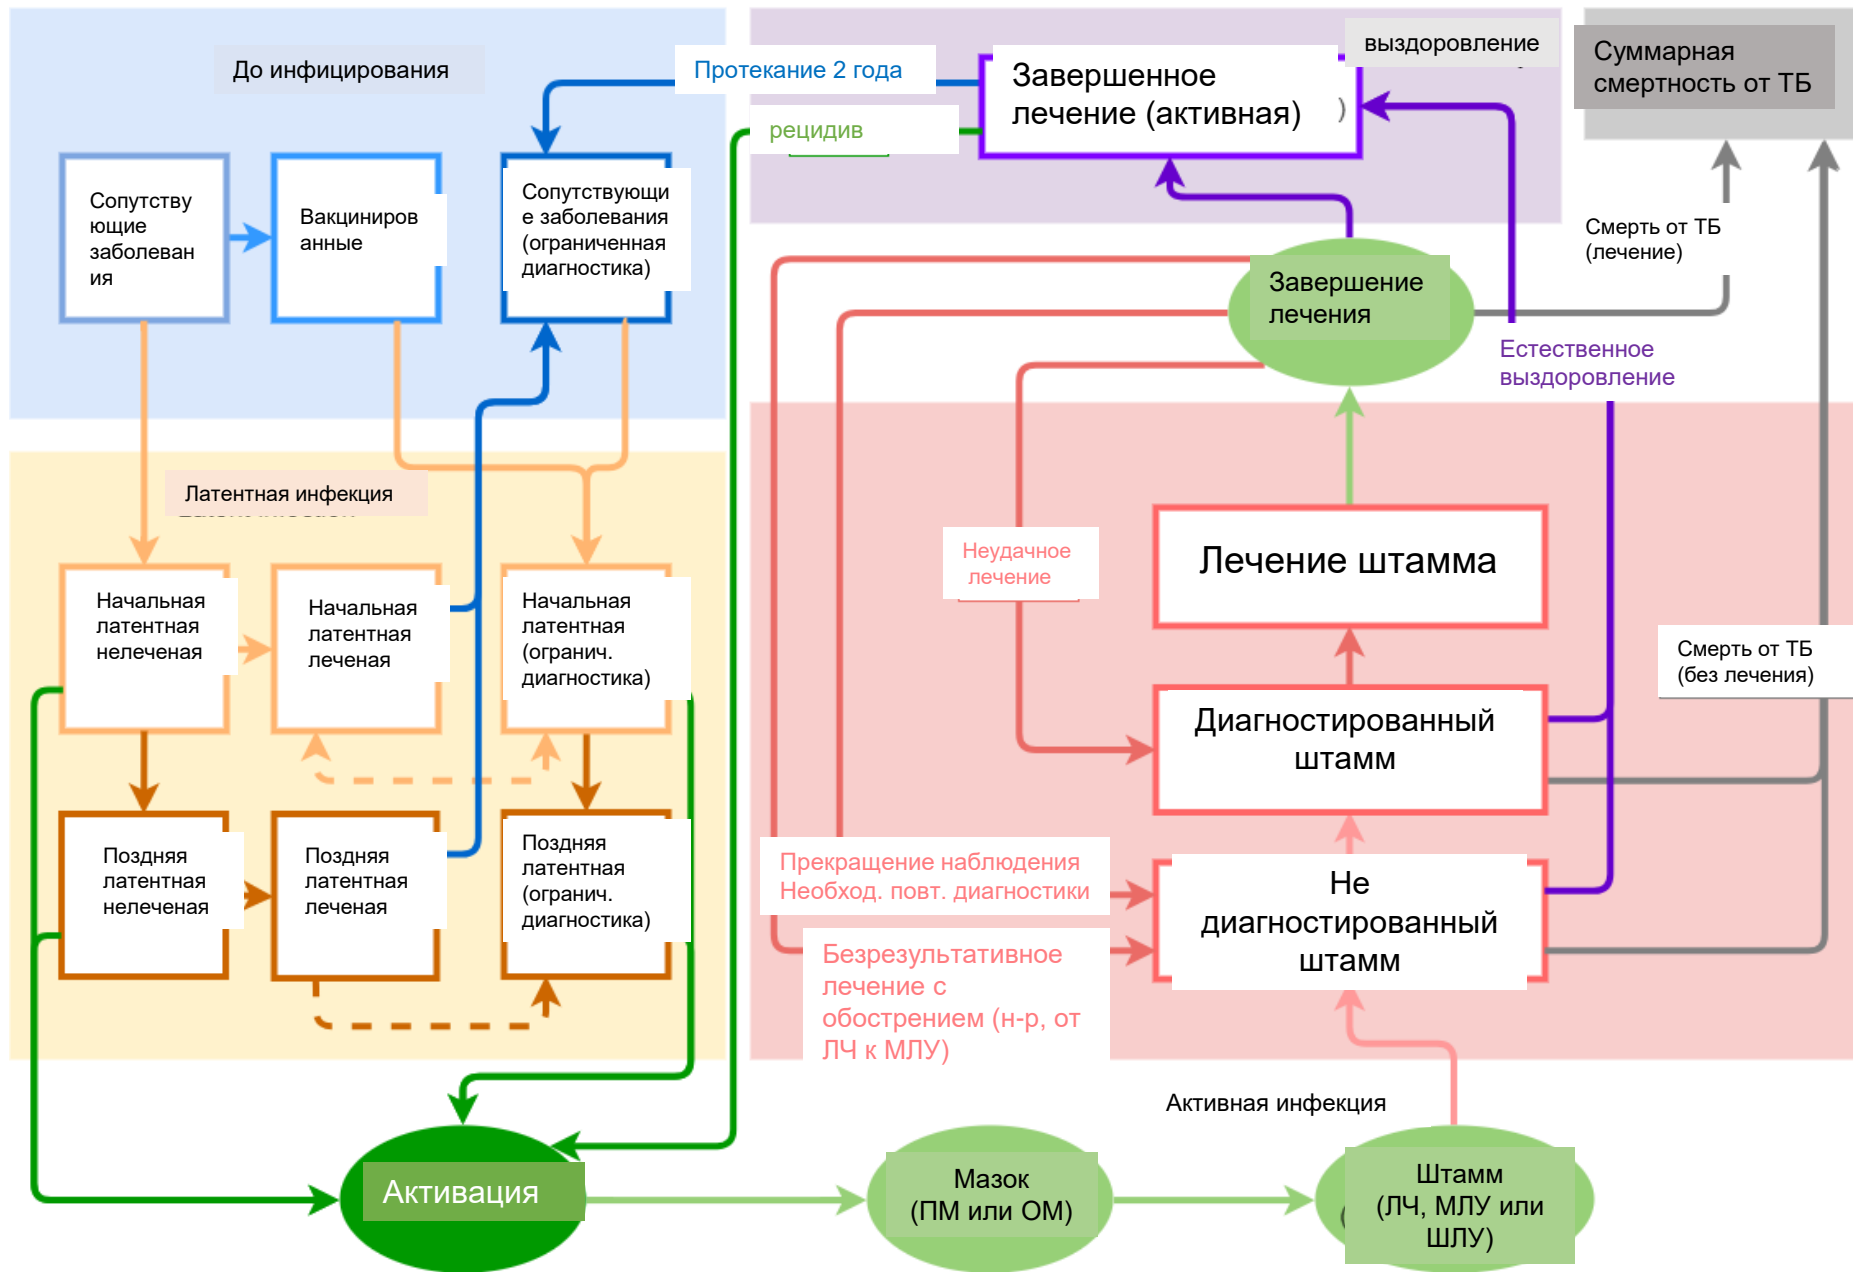 До инфицирования
Протекание 2 года
рецидив
Завершенное
лечение (активная)
)
выздоровление
Суммарная
смертность от ТБ
Сопутству
ющие
заболеван
ия
Вакциниров
анные
Сопутствующи
е заболевания
(ограниченная
диагностика)
Смерть от ТБ
(лечение)
Завершение
лечения
Естественное
выздоровление
Латентная инфекция
Неудачное
лечение
Лечение штамма
Начальная
латентная
нелеченая
Начальная
латентная
леченая
Начальная
латентная
(огранич.
диагностика)
Смерть от ТБ
(без лечения)
Диагностированный
штамм
Поздняя
латентная
нелеченая
Поздняя
латентная
леченая
Поздняя
латентная
(огранич.
диагностика)
Прекращение наблюдения
Необход. повт. диагностики
Не
диагностированный
штамм
Безрезультативное
лечение с
обострением (н-р, от
ЛЧ к МЛУ)
Активная инфекция
Активация
Мазок
(ПМ или ОМ)
Штамм
(ЛЧ, МЛУ или
ШЛУ)